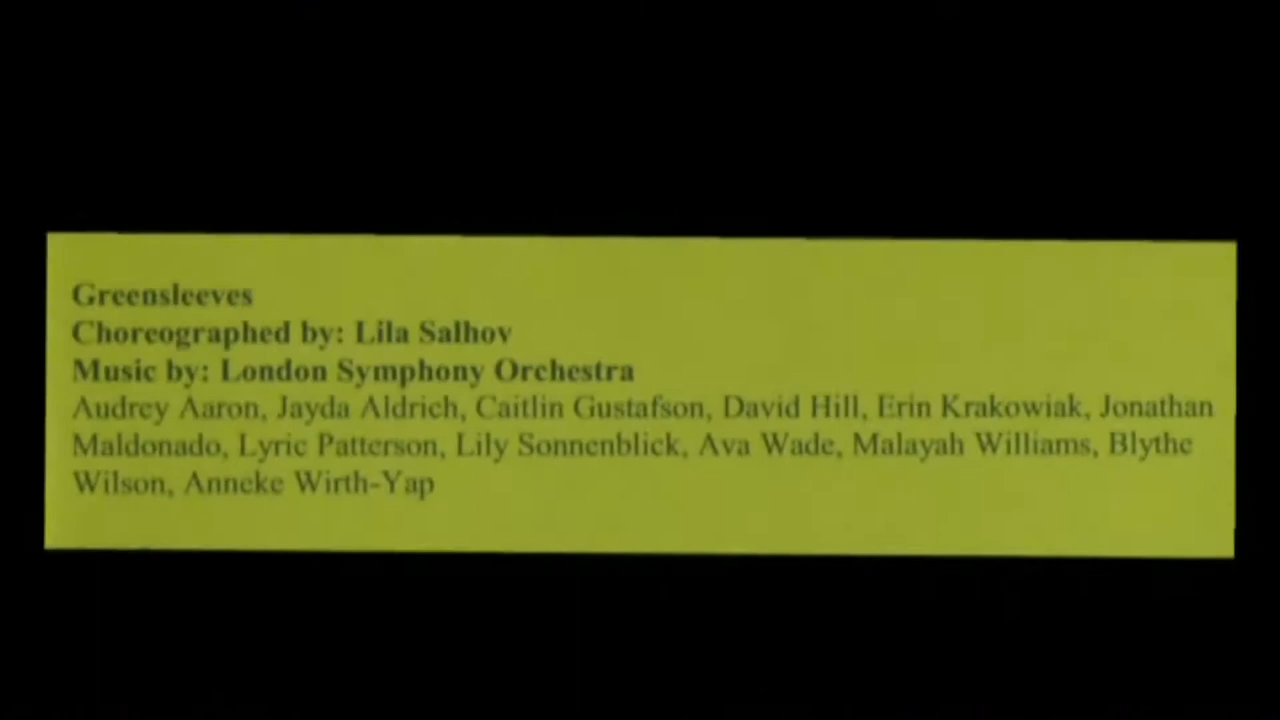 Greensleeves
Choreographed by: Lila Salhov
Music by: London Symphony Orchestra
Audrey Aaron, Jayda Aldrich, Caitlin Gustafson, David Hill, Erin Krakowiak, Jonathan
Maldonado, Lyric Patterson, Lily Sonnenblick, Ava Wade, Malayah Williams, Blythe
Wilson, Anneke Wirth-Yap